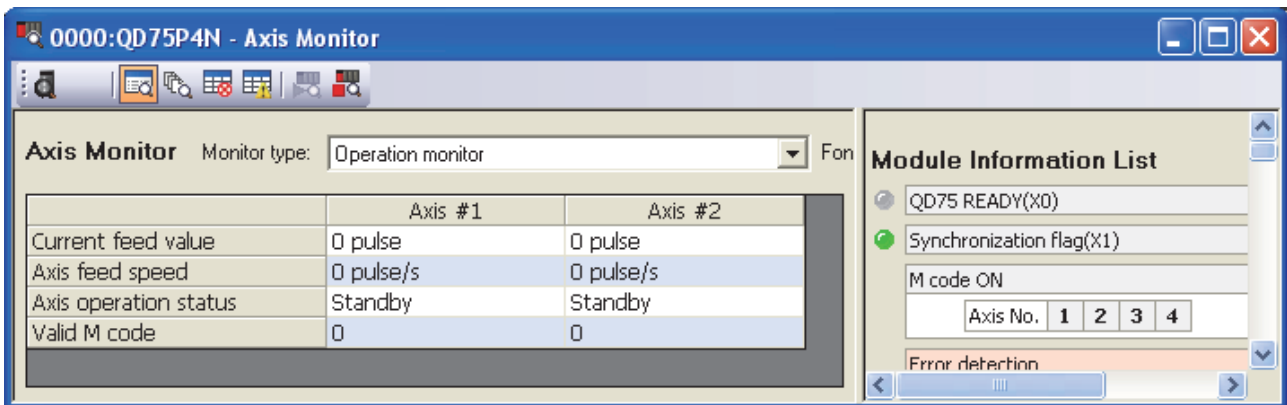 0000:QD75P4N - Axis Monitor
Axis Monitor Monitor type: Operation monitor Fon
Axis #1 Axis #2
Current feed value 0 pulse 0 pulse
Axis feed speed 0 pulse/s 0 pulse/s
Axis operation status Standby Standby
Valid M code 0 0
Module Information List
QD75 READY(X0)
Synchronization flag(X1)
M code ON
Axis No. 1 2 3 4
Error detection